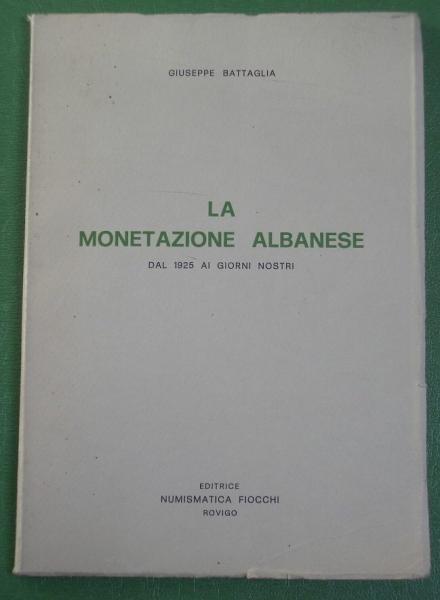 GIUSEPPE BATTAGLIA
LA
MONETAZIONE ALBANESE
DAL 1925 AI GIORNI NOSTRI
EDITRICE
NUMISMATICA FIOCCHI
ROVIGO